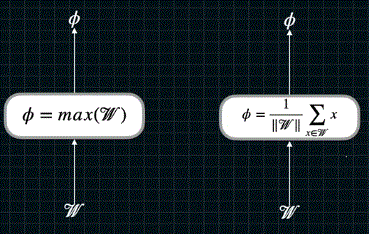 ϕ
ϕ = max(𝒲)
𝒲
ϕ
ϕ = 1/‖𝒲‖ ∑_{x∈𝒲} x
𝒲